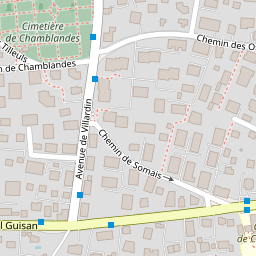 Cimetière
de Chamblandes
Tilleuls
n de Chamblandes
Chemin des O
Avenue de Villardin
Chemin de Somais
l Guisan
C
de C